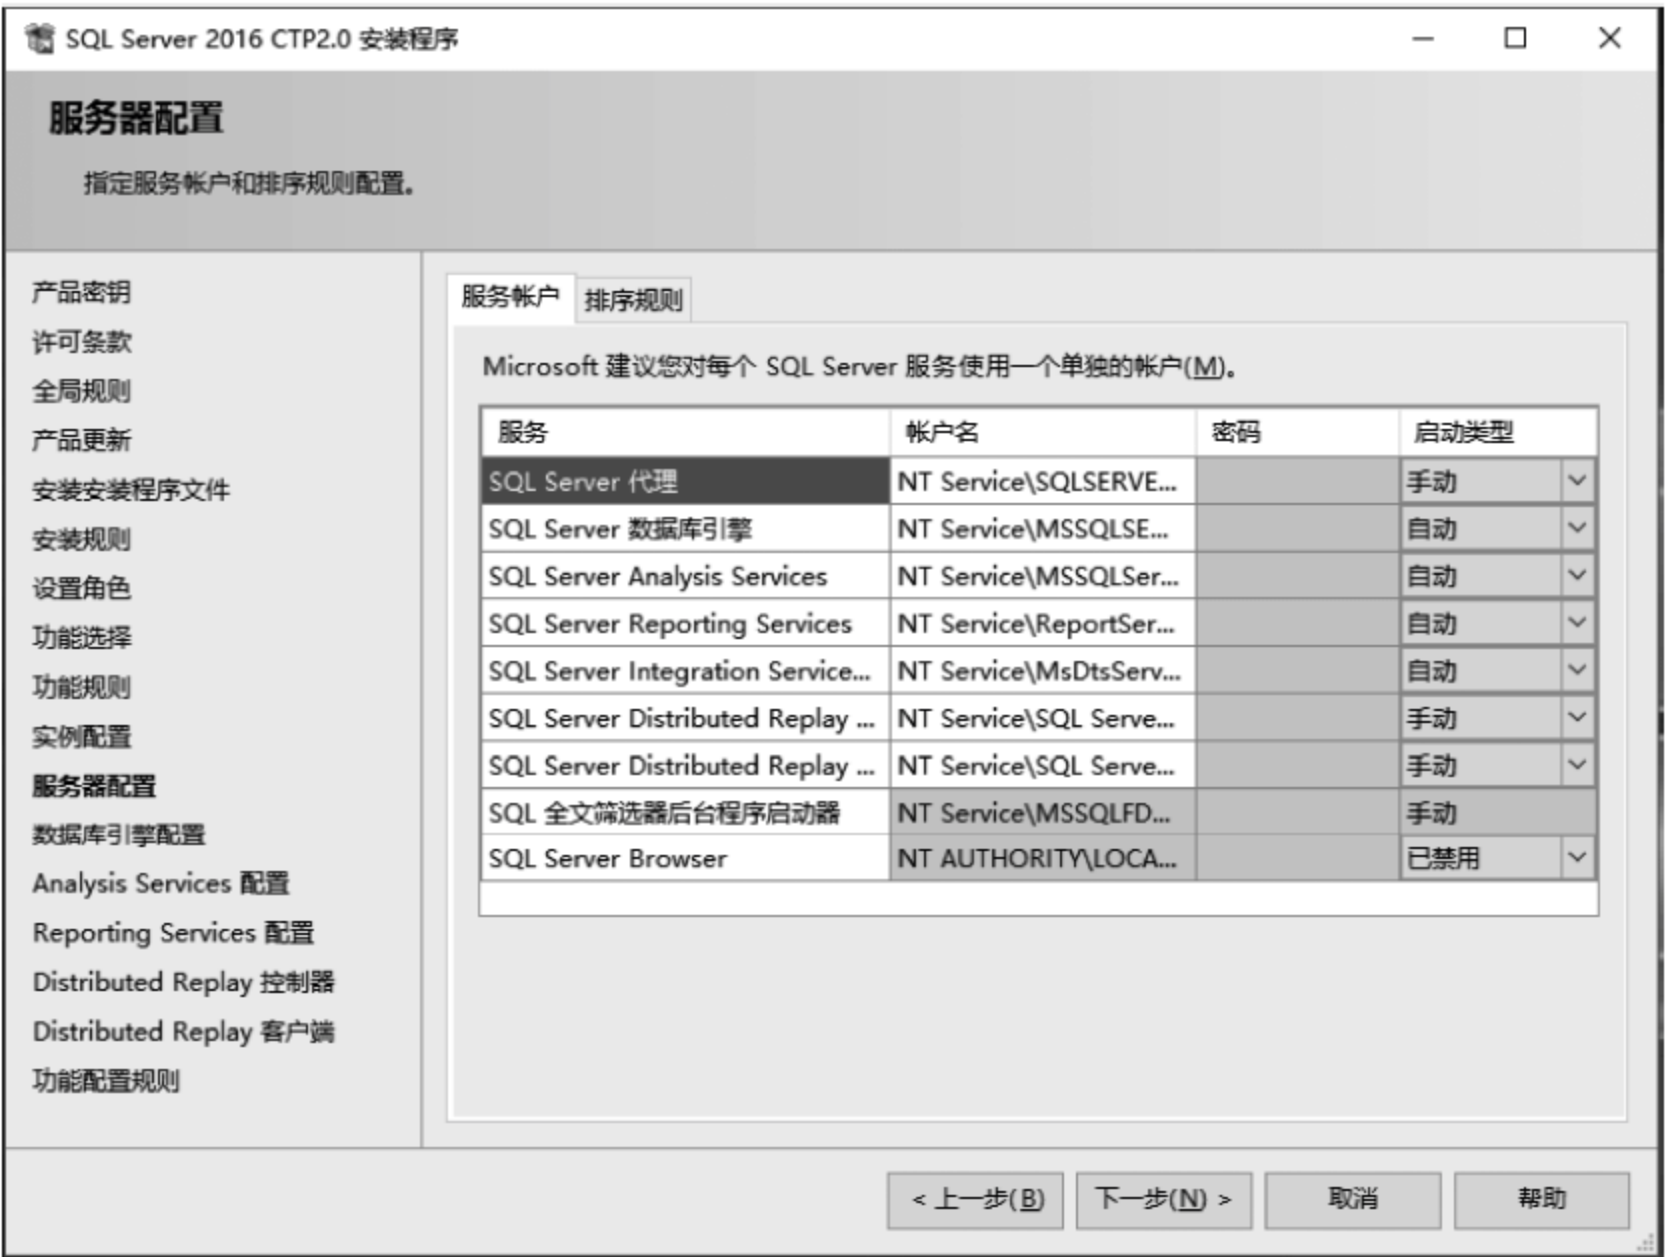 SQL Server 2016 CTP2.0 安装程序
服务器配置
指定服务帐户和排序规则配置。
产品密钥
许可条款
全局规则
产品更新
安装安装程序文件
安装规则
设置角色
功能选择
功能规则
实例配置
服务器配置
数据库引擎配置
Analysis Services 配置
Reporting Services 配置
Distributed Replay 控制器
Distributed Replay 客户端
功能配置规则
服务帐户 排序规则
Microsoft 建议您对每个 SQL Server 服务使用一个单独的帐户(M)。
服务 帐户名 密码 启动类型
SQL Server 代理 NT Service\SQLSERVE... 手动
SQL Server 数据库引擎 NT Service\MSSQLSE... 自动
SQL Server Analysis Services NT Service\MSSQLSer... 自动
SQL Server Reporting Services NT Service\ReportSer... 自动
SQL Server Integration Service... NT Service\MsDtsServ... 自动
SQL Server Distributed Replay ... NT Service\SQL Serve... 手动
SQL Server Distributed Replay ... NT Service\SQL Serve... 手动
SQL 全文筛选器后台程序启动器 NT Service\MSSQLFD... 手动
SQL Server Browser NT AUTHORITY\LOCA... 已禁用
< 上一步(B) 下一步(N) > 取消 帮助